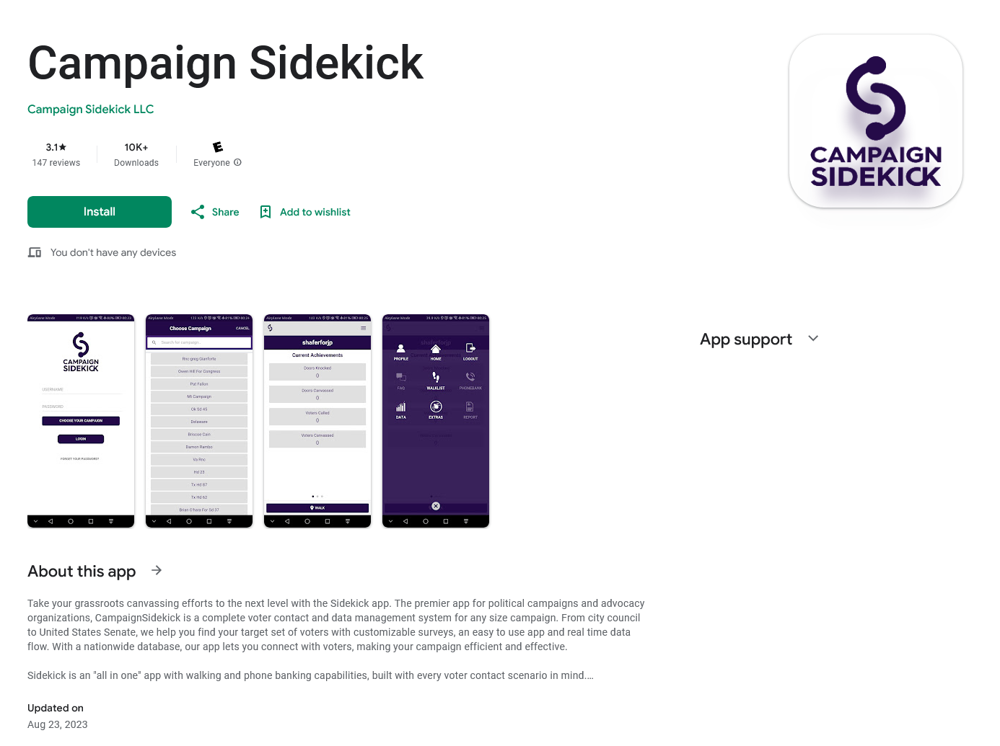 Campaign Sidekick
Campaign Sidekick LLC
3.1★
147 reviews
10K+
Downloads
Everyone
Install
Share
Add to wishlist
You don't have any devices
CAMPAIGN
SIDEKICK
Airplane Mode
CAMPAIGN
SIDEKICK
USERNAME
PASSWORD
CHOOSE YOUR CAMPAIGN
LOGIN
FORGET YOUR PASSWORD?
Airplane Mode
Choose Campaign
CANCEL
Search for campaign...
Rnc greg Gianforte
Owen Hill For Congress
Pat Fallon
Mt Campaign
Ok Sd 45
Delaware
Briscoe Cain
Damon Rambo
Va Rnc
Hd 23
Tx Hd 87
Tx Hd 62
Brian O'hara For Sd 37
Airplane Mode
shaferforjp
Current Achievements
Doors Knocked
0
Doors Canvassed
0
Voters Called
0
Voters Canvassed
0
WALK
Airplane Mode
PROFILE
HOME
LOGOUT
FAQ
WALKLIST
PHONEBANK
DATA
EXTRAS
REPORT
App support
About this app
Take your grassroots canvassing efforts to the next level with the Sidekick app. The premier app for political campaigns and advocacy
organizations, CampaignSidekick is a complete voter contact and data management system for any size campaign. From city council
to United States Senate, we help you find your target set of voters with customizable surveys, an easy to use app and real time data
flow. With a nationwide database, our app lets you connect with voters, making your campaign efficient and effective.
Sidekick is an "all in one" app with walking and phone banking capabilities, built with every voter contact scenario in mind.…
Updated on
Aug 23, 2023